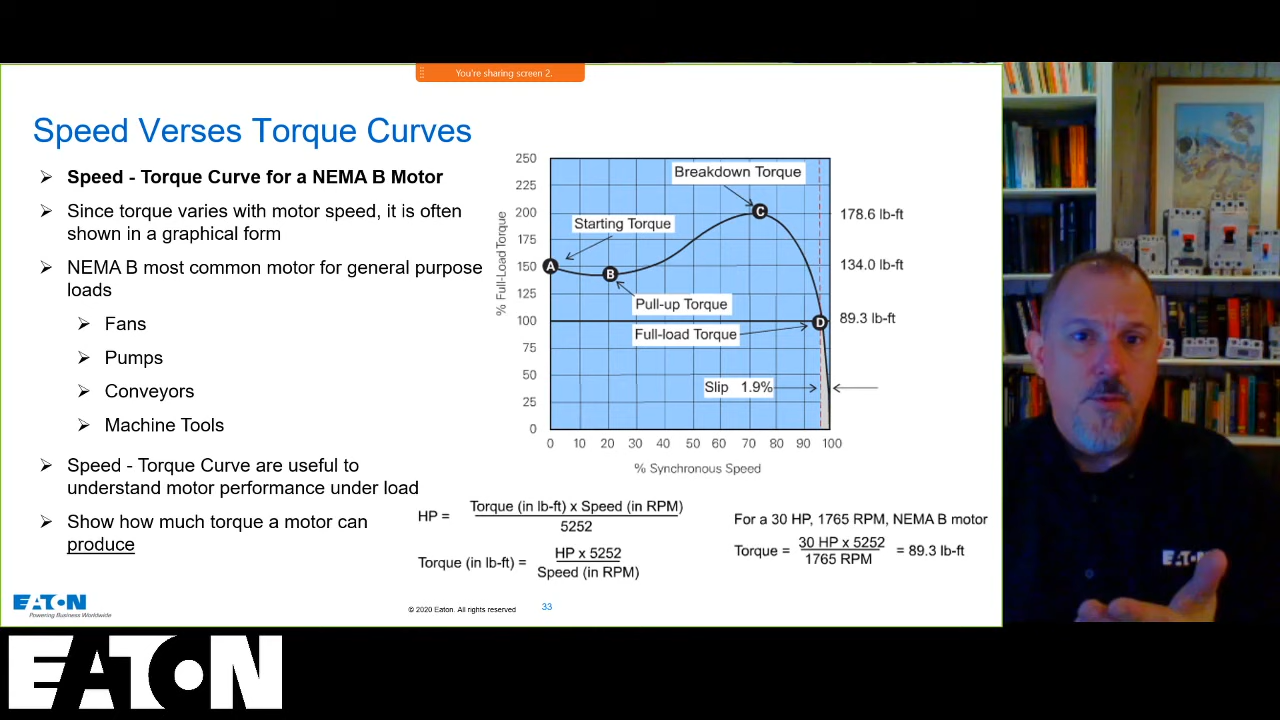 You're sharing screen 2.
Speed Verses Torque Curves
Speed - Torque Curve for a NEMA B Motor
Since torque varies with motor speed, it is often
shown in a graphical form
NEMA B most common motor for general purpose
loads
Fans
Pumps
Conveyors
Machine Tools
Speed - Torque Curve are useful to
understand motor performance under load
Show how much torque a motor can
produce
% Full-Load Torque
250
225
200
175
150
125
100
75
50
25
0
Breakdown Torque
C
Starting Torque
A
B
Pull-up Torque
Full-load Torque
D
Slip 1.9%
178.6 lb-ft
134.0 lb-ft
89.3 lb-ft
0 10 20 30 40 50 60 70 80 90 100
% Synchronous Speed
HP = Torque (in lb-ft) x Speed (in RPM)
5252
Torque (in lb-ft) = HP x 5252
Speed (in RPM)
For a 30 HP, 1765 RPM, NEMA B motor
Torque = 30 HP x 5252 = 89.3 lb-ft
1765 RPM
EATON
Powering Business Worldwide
© 2020 Eaton. All rights reserved
33
EATON
EATON